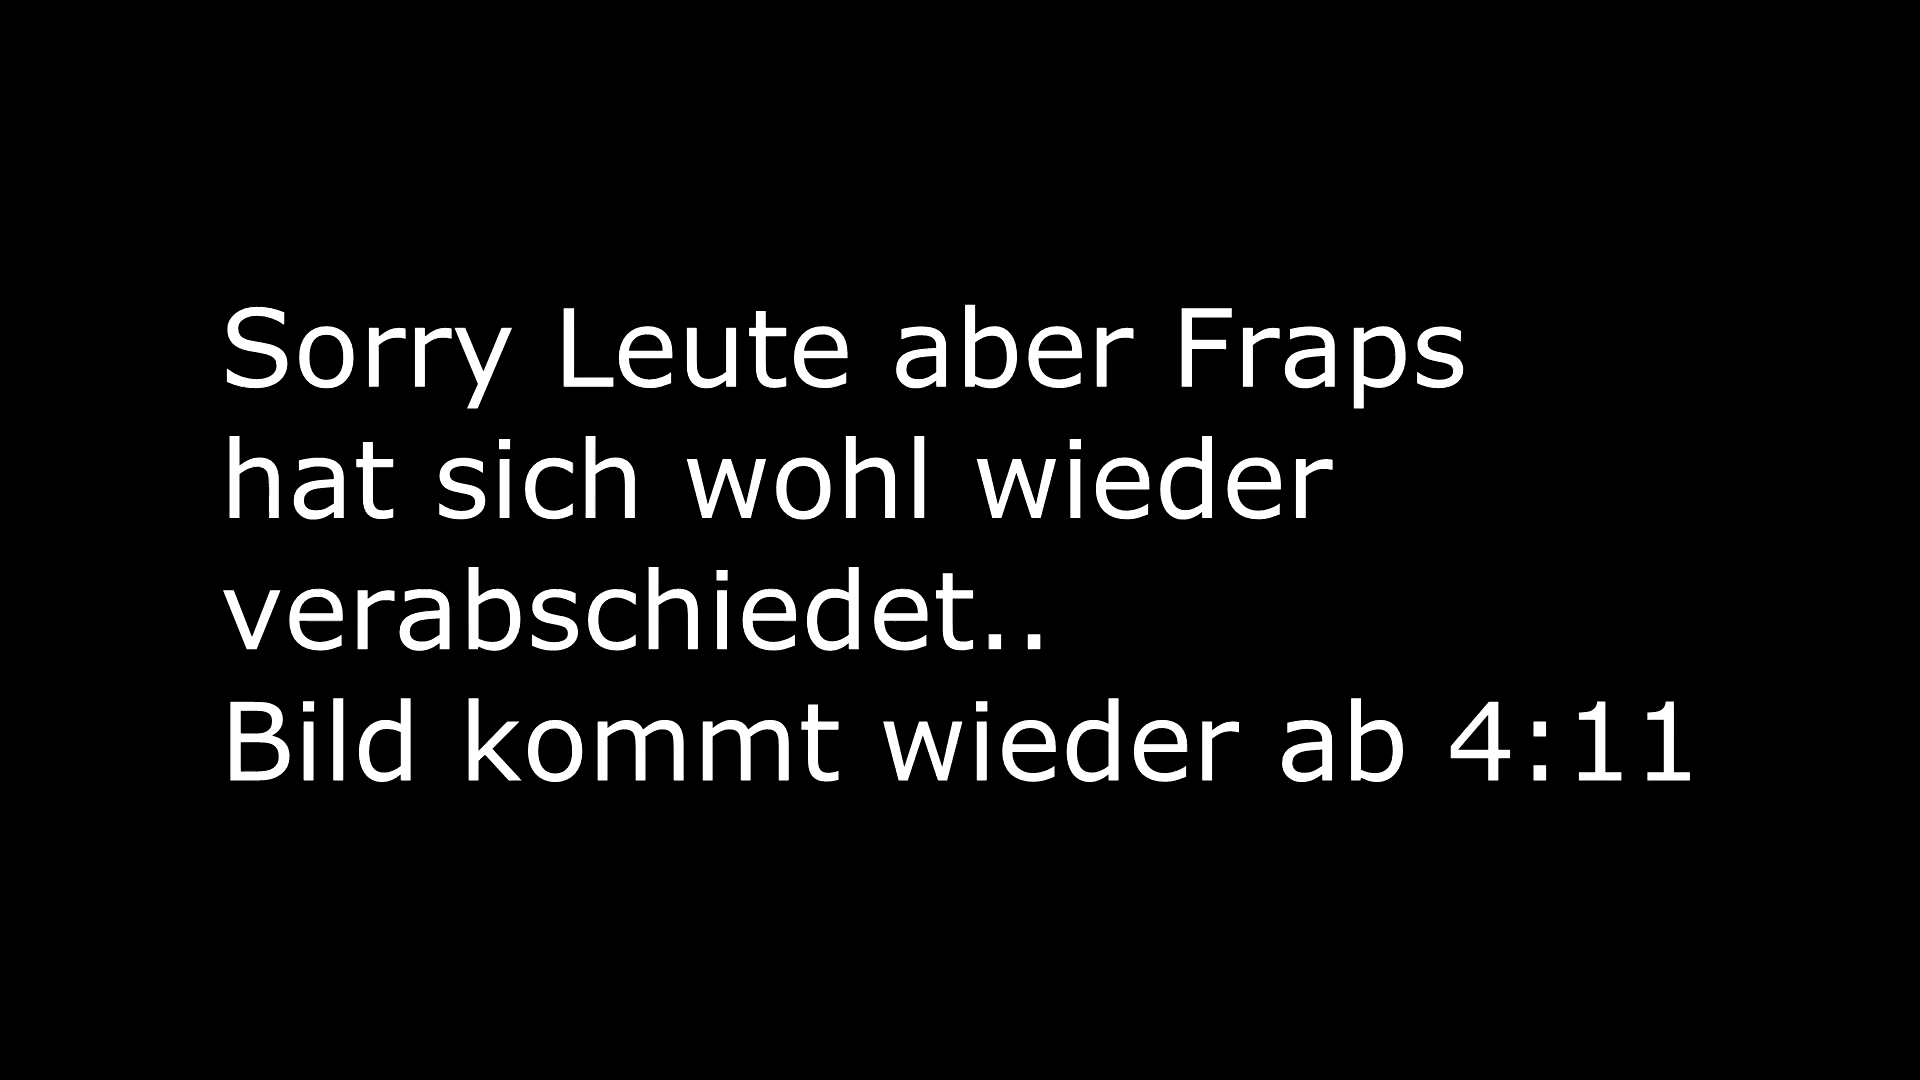 Sorry Leute aber Fraps
hat sich wohl wieder
verabschiedet..
Bild kommt wieder ab 4:11